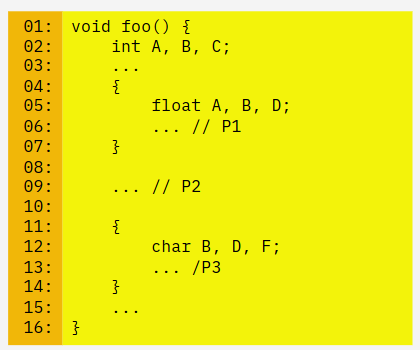 01: void foo() {
02:     int A, B, C;
03:     ...
04:     {
05:         float A, B, D;
06:         ... // P1
07:     }
08:
09:     ... // P2
10:
11:     {
12:         char B, D, F;
13:         ... /P3
14:     }
15:     ...
16: }